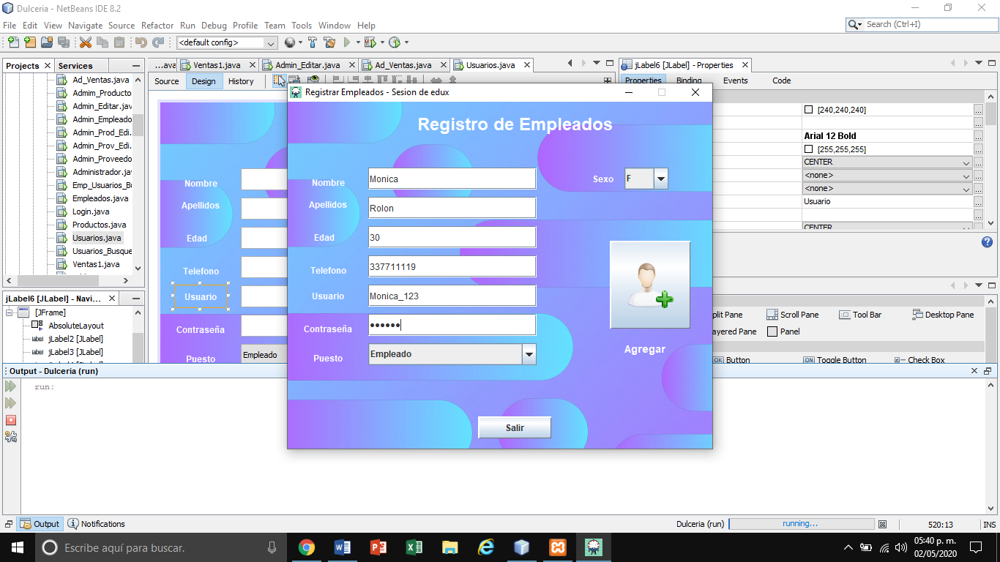 Dulceria - NetBeans IDE 8.2
File Edit View Navigate Source Refactor Run Debug Profile Team Tools Window Help
Search (Ctrl+I)
<default config>
Projects Services
...ava Ventas1.java Admin_Editar.java Ad_Ventas.java Usuarios.java
jLabel6 [JLabel] - Properties
Source Design History
Properties Binding Events Code
Ad_Ventas.java
Admim_Producto
Admin_Editar.jav
Admin_Empleado
Admin_Prod_Edi.
Admin_Prov_Edi.
Admin_Proveedo
Administrador.jav
Emp_Usuarios_Bu
Empleados.java
Login.java
Productos.java
Usuarios.java
Usuarios_Busque
Ventas1.java
jLabel6 [JLabel] - Navi...
[JFrame]
AbsoluteLayout
jLabel2 [JLabel]
jLabel3 [JLabel]
Nombre
Apellidos
Edad
Telefono
Usuario
Contraseña
Puesto
Empleado
Registrar Empleados - Sesion de edux
Registro de Empleados
Nombre Monica
Sexo F
Apellidos Rolon
Edad 30
Telefono 337711119
Usuario Monica_123
Contraseña ••••••
Puesto Empleado
Agregar
Salir
[240,240,240]
Arial 12 Bold
[255,255,255]
CENTER
<none>
<none>
Usuario
CENTER
plit Pane Scroll Pane Tool Bar Desktop Pane
ayered Pane Panel
Button Toggle Button Check Box
Output - Dulceria (run)
run:
Output Notifications
Dulceria (run) running...
520:13 INS
Escribe aquí para buscar.
05:40 p. m.
02/05/2020